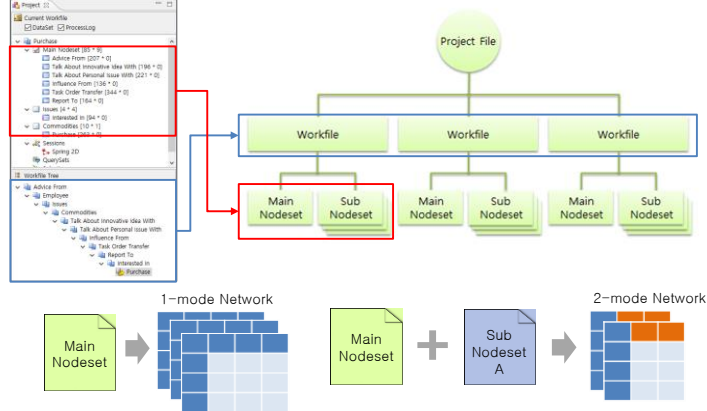 Project
Current Workfile
DataSet ProcessLog
Purchase
Main Nodeset [85 * 9]
Advice From [207 * 0]
Talk About Innovative Idea With [196 * 0]
Talk About Personal Issue With [221 * 0]
Influence From [136 * 0]
Task Order Transfer [344 * 0]
Report To [164 * 0]
Issues [4 * 4]
Interested In [94 * 0]
Commodities [10 * 1]
Purchase [263 * 0]
Sessions
Spring 2D
QuerySets
Workfile Tree
Advice From
Employee
Issues
Commodities
Talk About Innovative Idea With
Talk About Personal Issue With
Influence From
Task Order Transfer
Report To
Interested In
Purchase
Project File
Workfile Workfile Workfile
Main Nodeset
Sub Nodeset
Main Nodeset
Sub Nodeset
Main Nodeset
Sub Nodeset
1-mode Network
2-mode Network
Main
Nodeset
Main
Nodeset
Sub
Nodeset
A